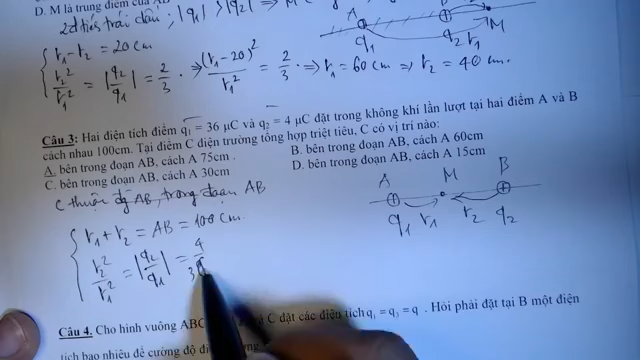 D. M là trung điểm của AB
2 đ tích trái dấu ; |q₁| > |q₂| ⇒ M
A B M
q₁ q₂ r₁
r₁ - r₂ = 20 cm
r₂²/r₁² = |q₂/q₁| = 2/3 ⇒ (r₁ - 20)²/r₁² = 2/3 ⇒ r₁ = 60 cm ⇒ r₂ = 40 cm.
Câu 3: Hai điện tích điểm q₁ = 36 μC và q₂ = 4 μC đặt trong không khí lần lượt tại hai điểm A và B
cách nhau 100cm. Tại điểm C điện trường tổng hợp triệt tiêu, C có vị trí nào:
A. bên trong đoạn AB, cách A 75cm .
B. bên trong đoạn AB, cách A 60cm
C. bên trong đoạn AB, cách A 30cm
D. bên trong đoạn AB, cách A 15cm
C thuộc đg AB, trong đoạn AB
A M B
q₁ r₁ r₂ q₂
r₁ + r₂ = AB = 100 cm.
r₂²/r₁² = |q₂/q₁| = 4/36
Câu 4. Cho hình vuông ABC đặt các điện tích q₁ = q₃ = q . Hỏi phải đặt tại B một điện
tích bao nhiêu để cường độ